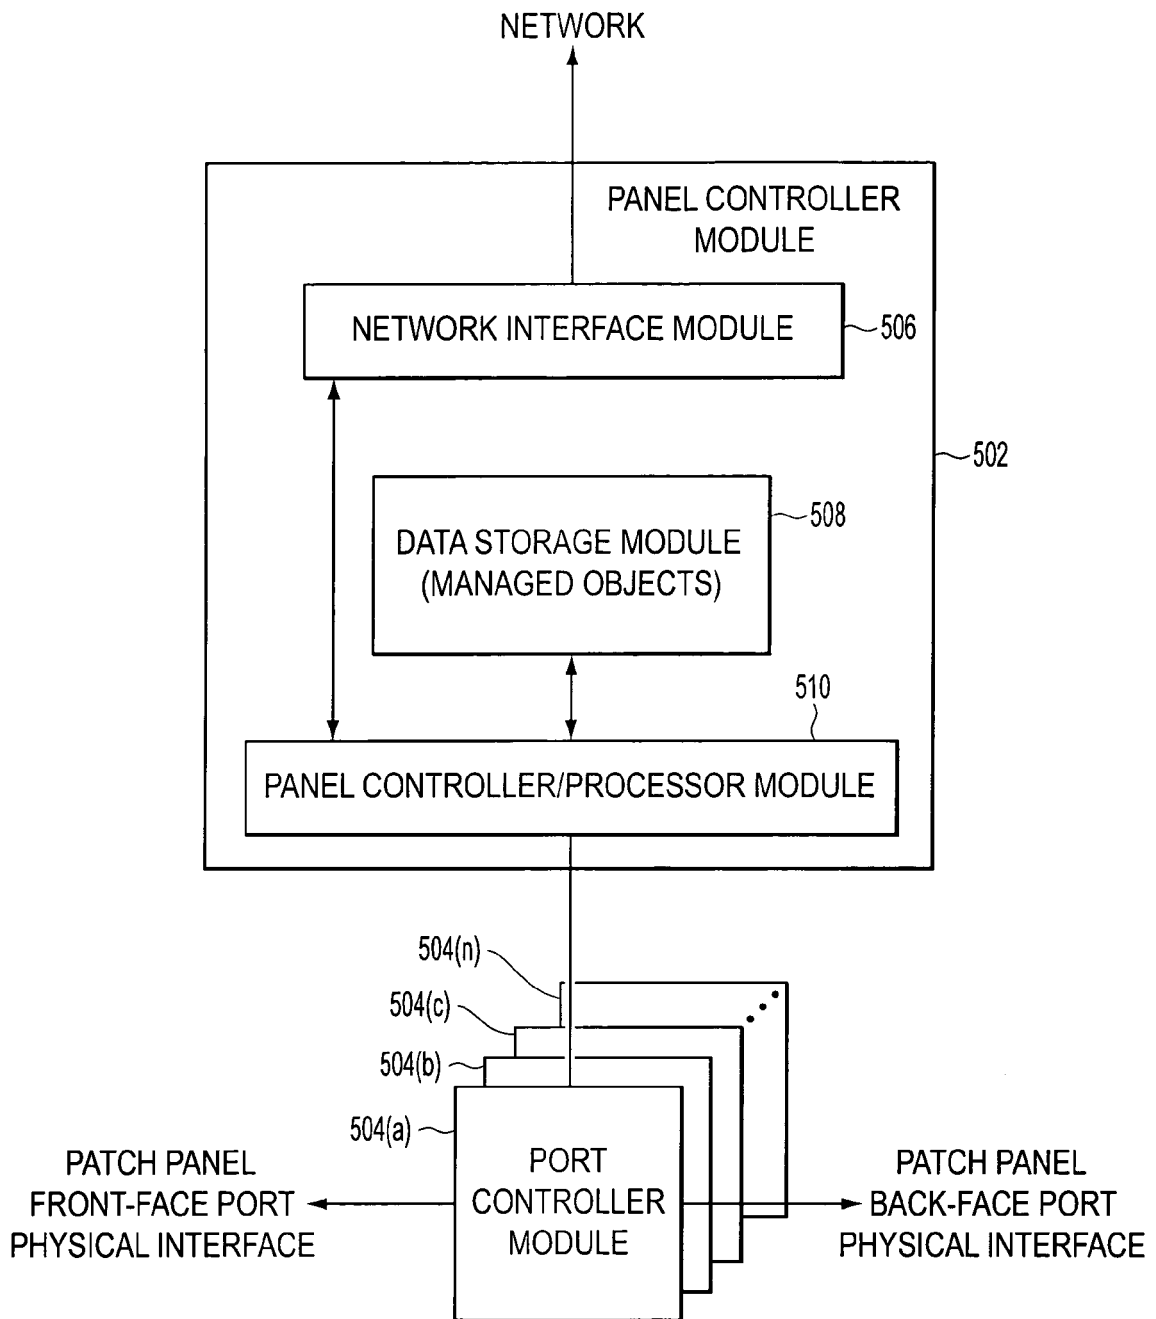 NETWORK
PANEL CONTROLLER
MODULE
NETWORK INTERFACE MODULE
506
502
DATA STORAGE MODULE
(MANAGED OBJECTS)
508
510
PANEL CONTROLLER/PROCESSOR MODULE
504(n)
504(c)
504(b)
504(a)
PORT
CONTROLLER
MODULE
PATCH PANEL
FRONT-FACE PORT
PHYSICAL INTERFACE
PATCH PANEL
BACK-FACE PORT
PHYSICAL INTERFACE